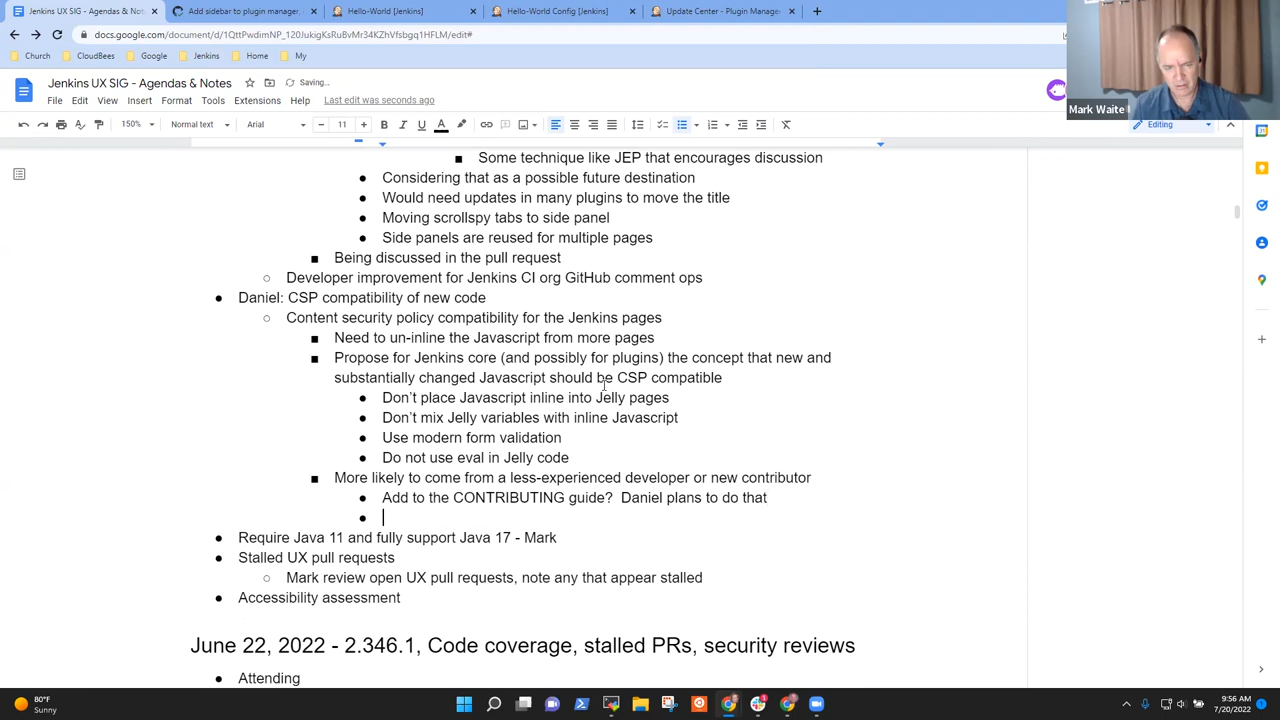 Jenkins UX SIG - Agendas & Notes
Add sidebar to plugin manager,
Hello-World [Jenkins]
Hello-World Config [Jenkins]
Update Center - Plugin Manager
docs.google.com/document/d/1QttPwdimNP_120JukigKsRuBvMr34KZhVfsbgq1HFLM/edit#
Church
CloudBees
Google
Jenkins
Home
My
Mark Waite
Jenkins UX SIG - Agendas & Notes
Saving...
File Edit View Insert Format Tools Extensions Help Last edit was seconds ago
150% Normal text Arial 11 Editing
Some technique like JEP that encourages discussion
Considering that as a possible future destination
Would need updates in many plugins to move the title
Moving scrollspy tabs to side panel
Side panels are reused for multiple pages
Being discussed in the pull request
Developer improvement for Jenkins CI org GitHub comment ops
Daniel: CSP compatibility of new code
Content security policy compatibility for the Jenkins pages
Need to un-inline the Javascript from more pages
Propose for Jenkins core (and possibly for plugins) the concept that new and
substantially changed Javascript should be CSP compatible
Don't place Javascript inline into Jelly pages
Don't mix Jelly variables with inline Javascript
Use modern form validation
Do not use eval in Jelly code
More likely to come from a less-experienced developer or new contributor
Add to the CONTRIBUTING guide?  Daniel plans to do that
Require Java 11 and fully support Java 17 - Mark
Stalled UX pull requests
Mark review open UX pull requests, note any that appear stalled
Accessibility assessment
June 22, 2022 - 2.346.1, Code coverage, stalled PRs, security reviews
Attending
80°F
Sunny
9:56 AM
7/20/2022